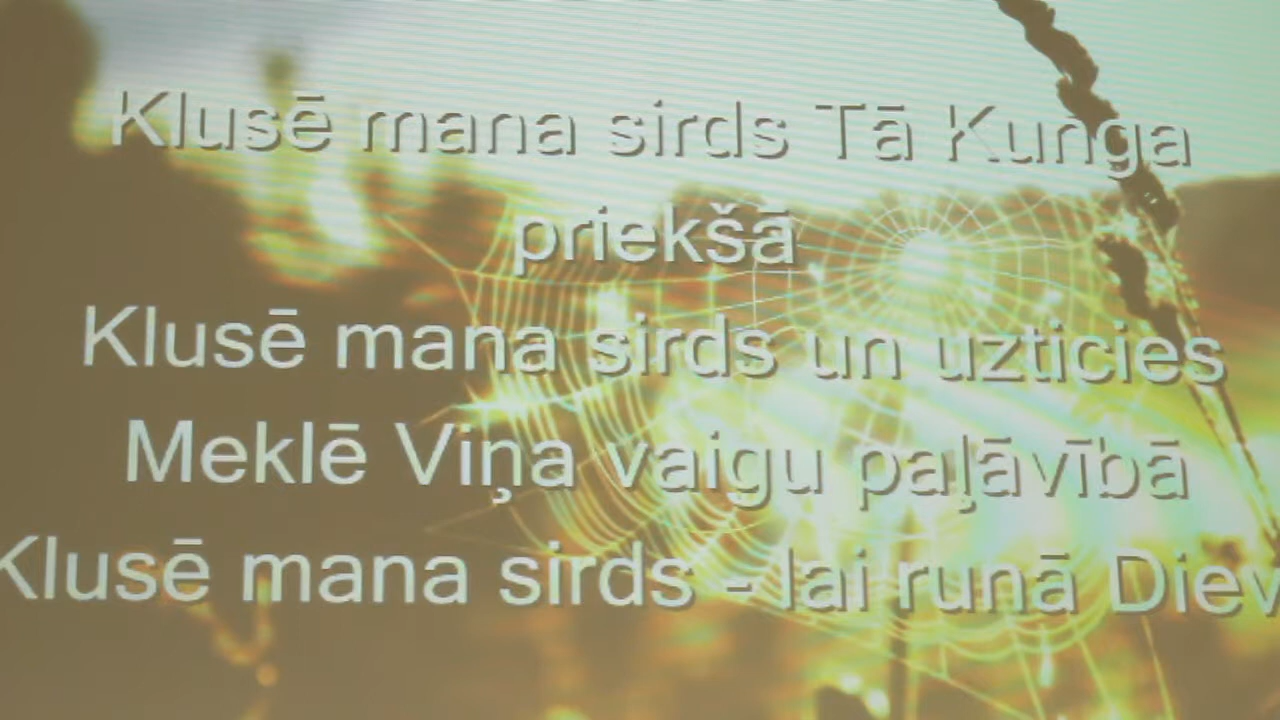 Klusē mana sirds Tā Kunga
priekšā
Klusē mana sirds un uzticies
Meklē Viņa vaigu paļāvībā
Klusē mana sirds - lai runā Diev